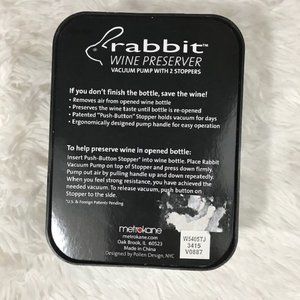 rabbit™
WINE PRESERVER
VACUUM PUMP WITH 2 STOPPERS
If you don't finish the bottle, save the wine!
• Removes air from opened wine bottle
• Preserves the wine taste until bottle is re-opened
• Patented "Push-Button" Stopper* holds vacuum for days
• Ergonomically designed pump handle for easy operation
To help preserve wine in opened bottle:
Insert Push-Button Stopper* into wine bottle. Place Rabbit
Vacuum Pump on top of Stopper and press down firmly.
Pump out air by pulling handle up and down repeatedly.
When you feel strong resistance, you have achieved the
needed vacuum. To release vacuum, push button on
Stopper to the side.
*U.S. & Foreign Patents Pending
metrokane
metrokane.com
Oak Brook, IL 60523
Made in China
Designed by Pollen Design, NYC
W5405TJ
3415
V0887